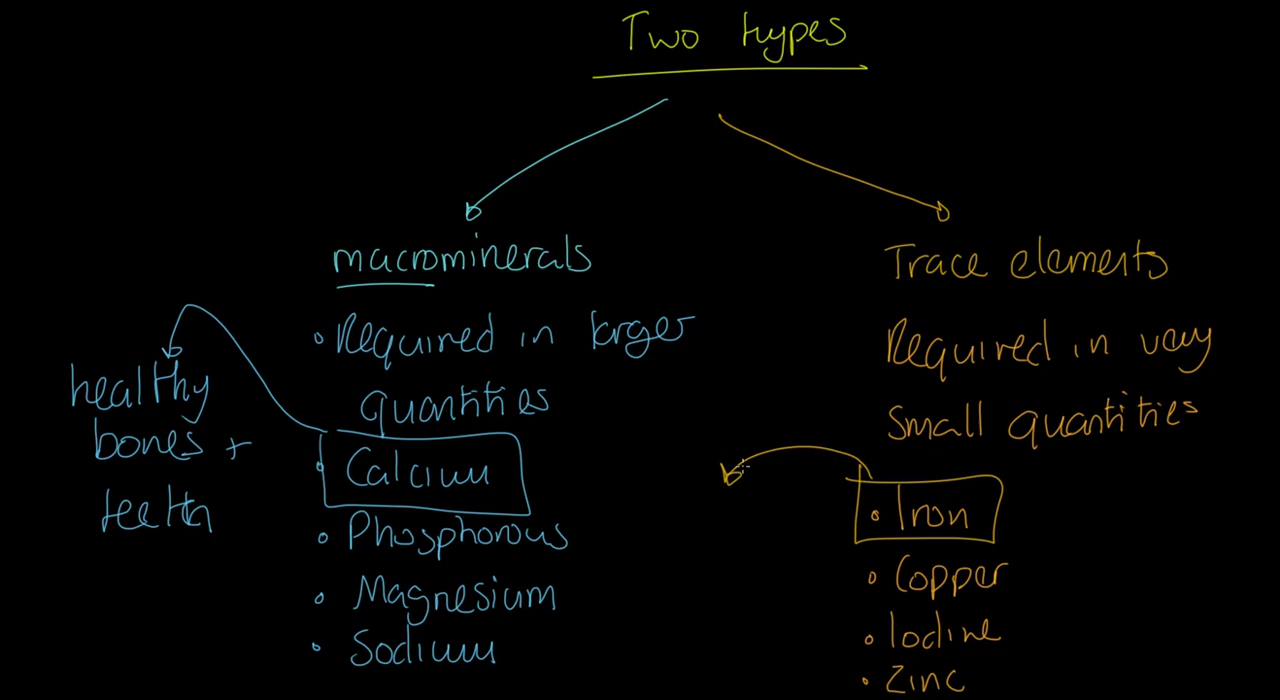 Two types
macrominerals
• Required in larger
quantities
• Calcium
• Phosphorous
• Magnesium
• Sodium
healthy
bones +
teeth
Trace elements
Required in very
small quantities
• Iron
• Copper
• Iodine
• Zinc